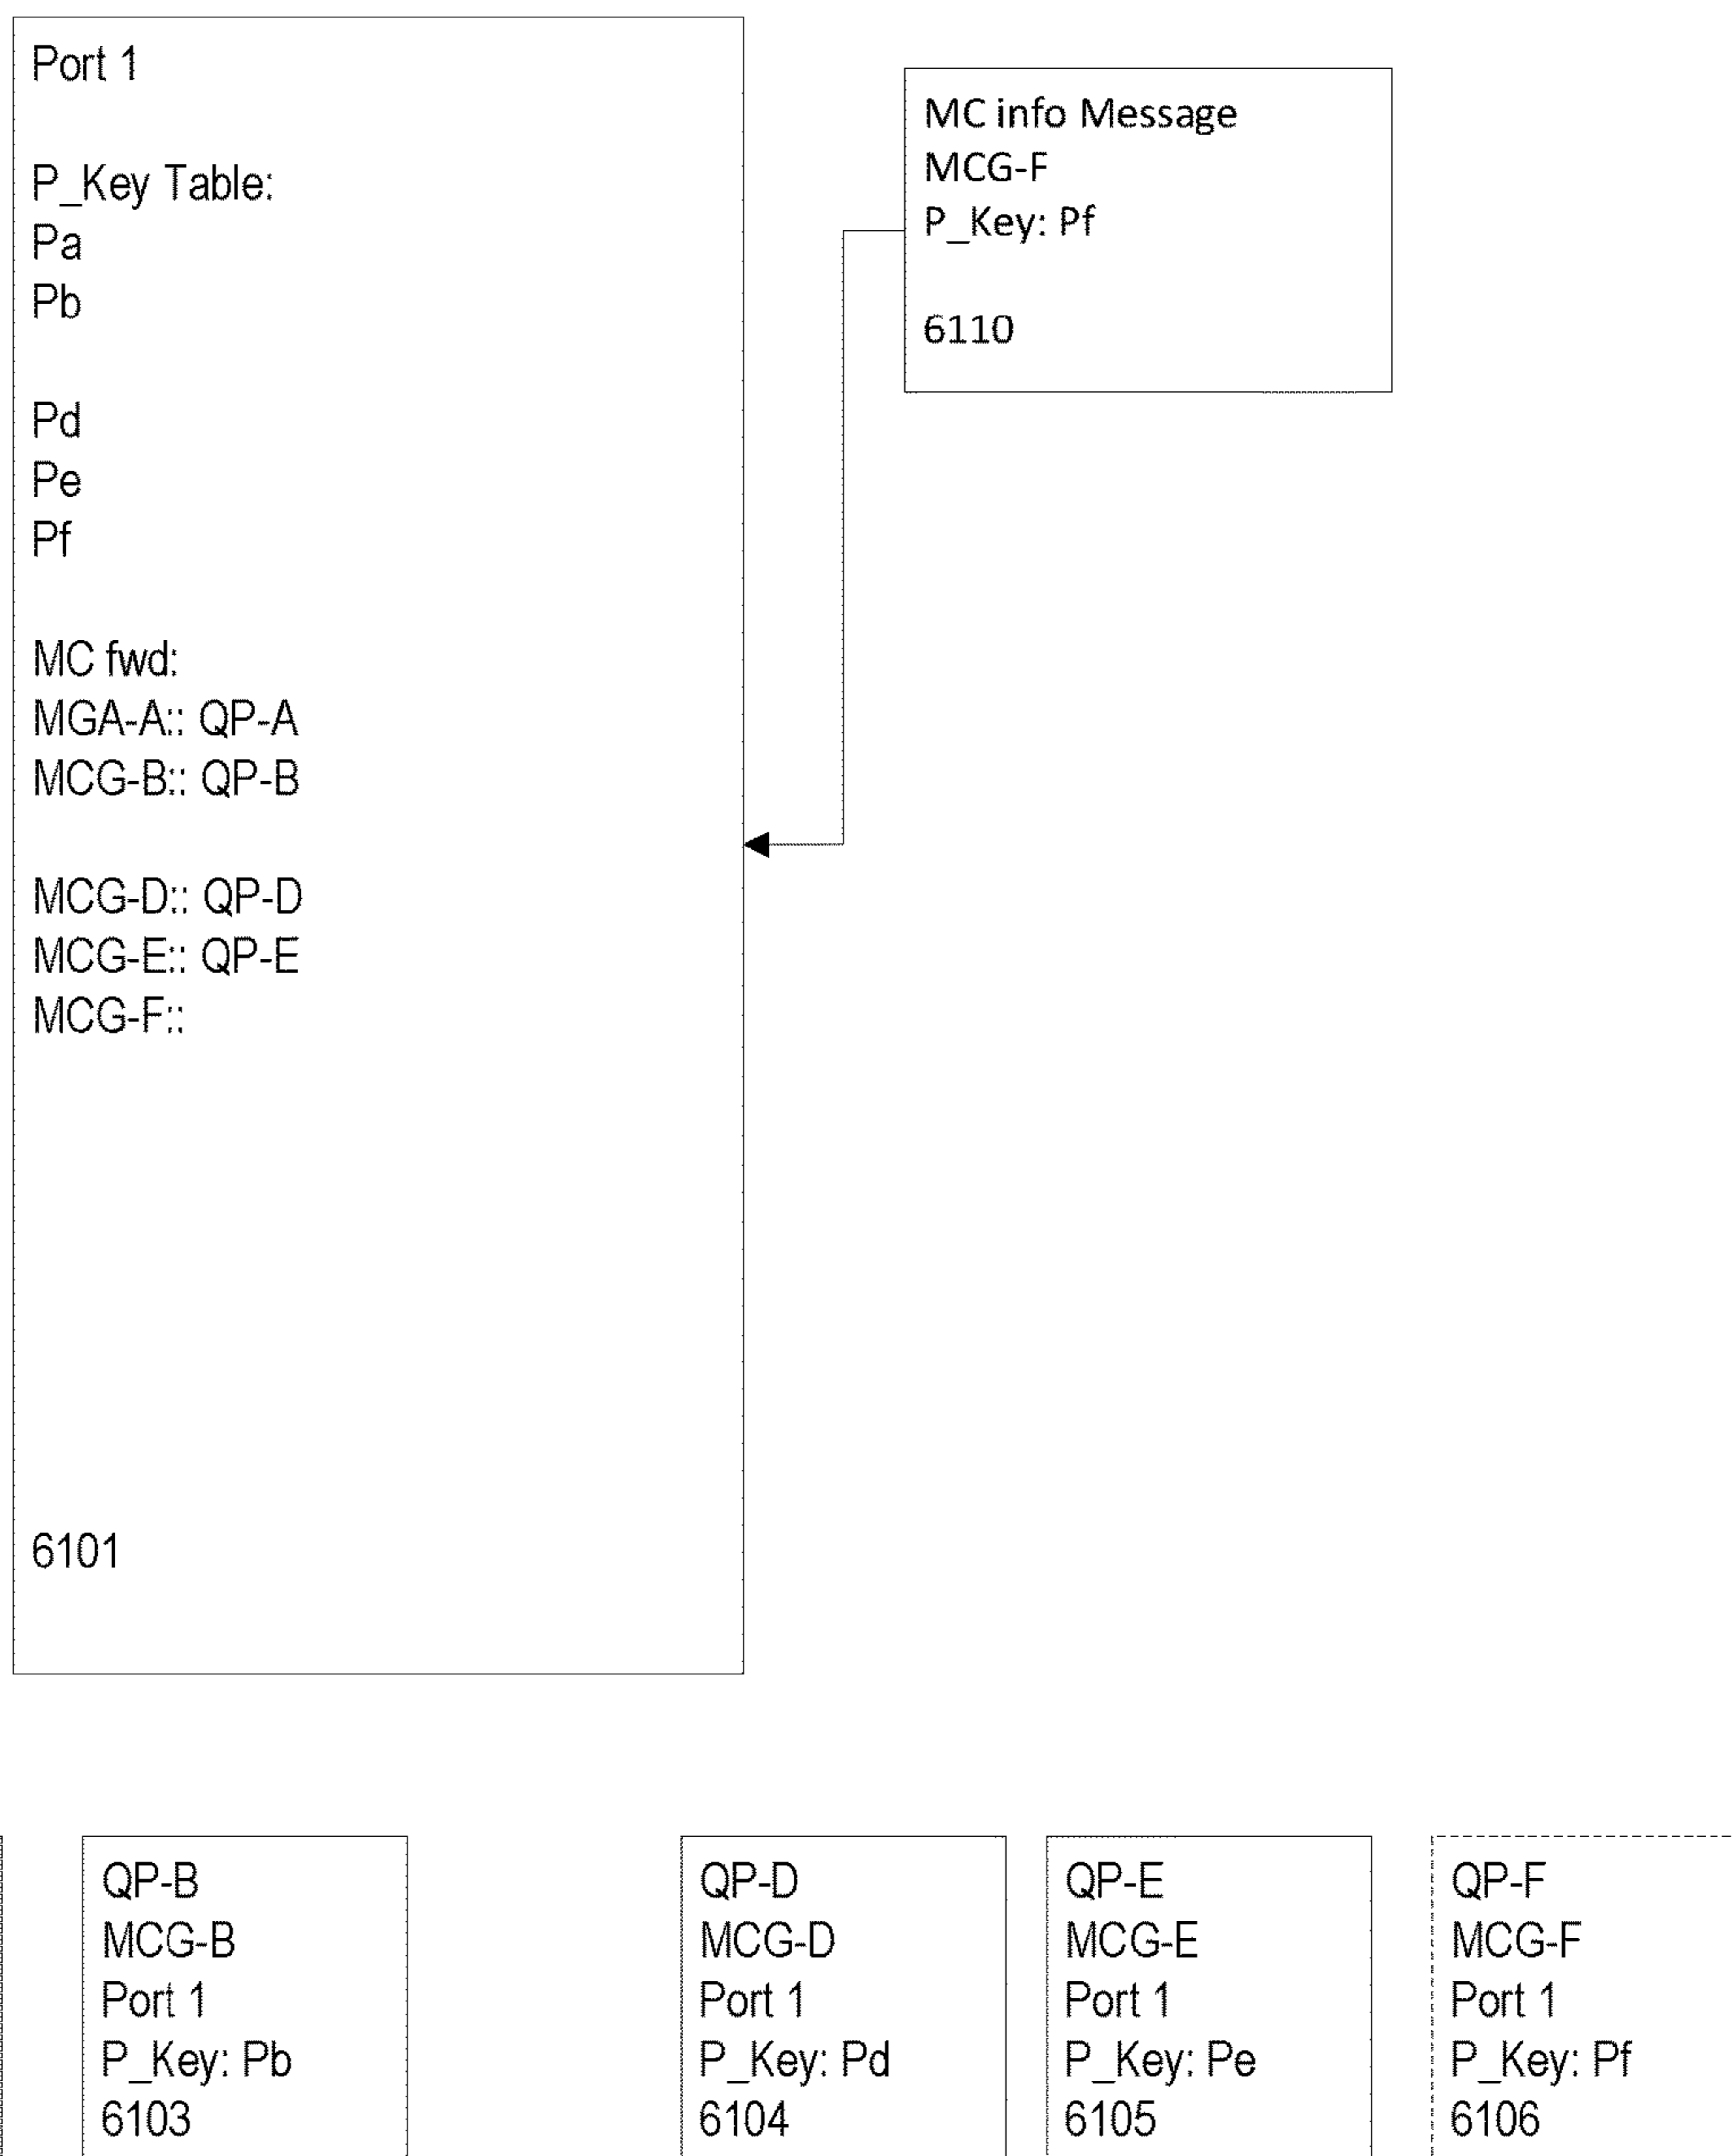 Port 1
P_Key Table:
Pa
Pb
Pd
Pe
Pf
MC fwd:
MGA-A:: QP-A
MCG-B:: QP-B
MCG-D:: QP-D
MCG-E:: QP-E
MCG-F::
6101
MC info Message
MCG-F
P_Key: Pf
6110
QP-B
MCG-B
Port 1
P_Key: Pb
6103
QP-D
MCG-D
Port 1
P_Key: Pd
6104
QP-E
MCG-E
Port 1
P_Key: Pe
6105
QP-F
MCG-F
Port 1
P_Key: Pf
6106